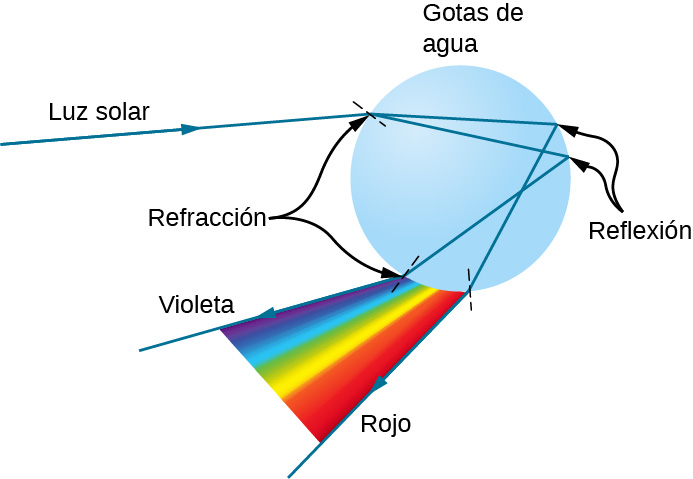 Gotas de
agua
Luz solar
Refracción
Reflexión
Violeta
Rojo